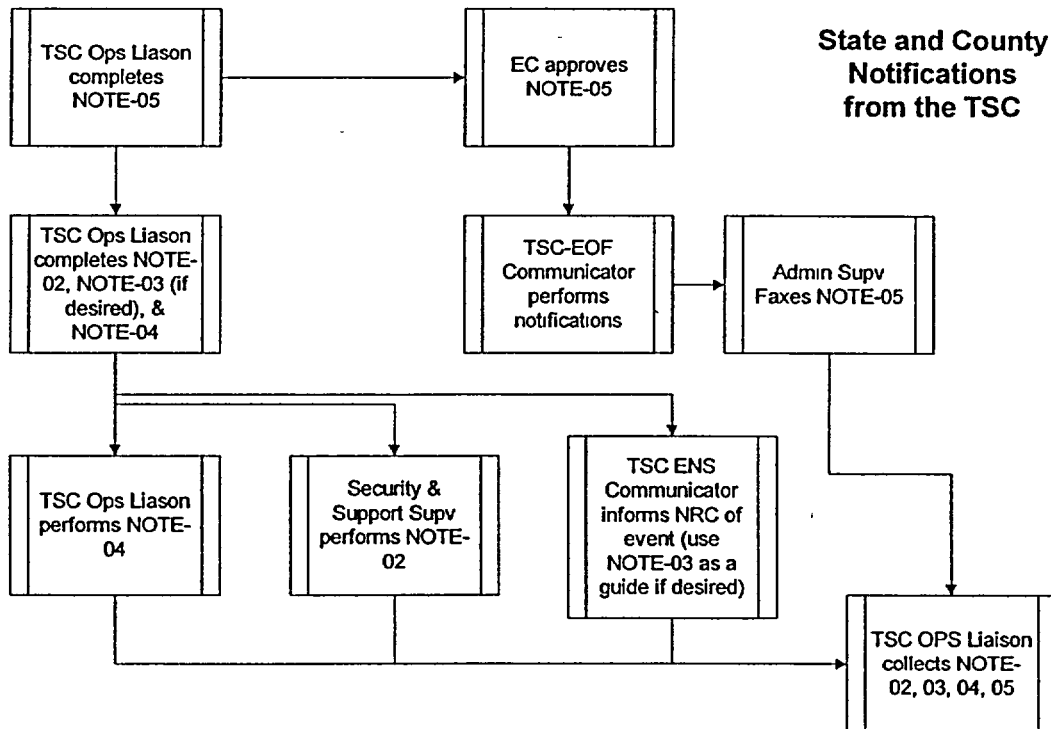 State and County
Notifications
from the TSC
TSC Ops Liason
completes
NOTE-05
EC approves
NOTE-05
TSC Ops Liason
completes NOTE-
02, NOTE-03 (if
desired), &
NOTE-04
TSC-EOF
Communicator
performs
notifications
Admin Supv
Faxes NOTE-05
TSC Ops Liason
performs NOTE-
04
Security &
Support Supv
performs NOTE-
02
TSC ENS
Communicator
informs NRC of
event (use
NOTE-03 as a
guide if desired)
TSC OPS Liaison
collects NOTE-
02, 03, 04, 05